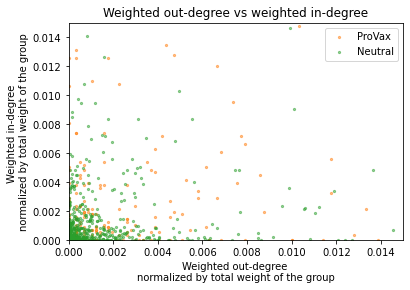 Weighted out-degree vs weighted in-degree
ProVax
Neutral
Weighted in-degree
normalized by total weight of the group
0.014
0.012
0.010
0.008
0.006
0.004
0.002
0.000
0.000 0.002 0.004 0.006 0.008 0.010 0.012 0.014
Weighted out-degree
normalized by total weight of the group